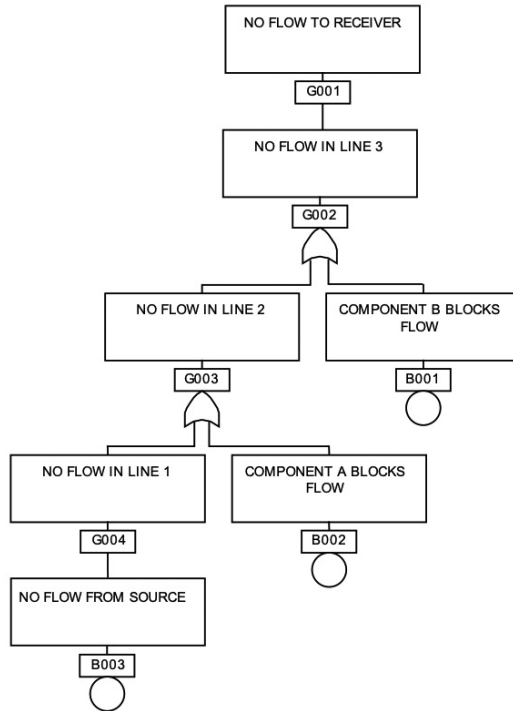 NO FLOW TO RECEIVER
G001
NO FLOW IN LINE 3
G002
NO FLOW IN LINE 2
COMPONENT B BLOCKS
FLOW
G003
B001
NO FLOW IN LINE 1
COMPONENT A BLOCKS
FLOW
G004
B002
NO FLOW FROM SOURCE
B003